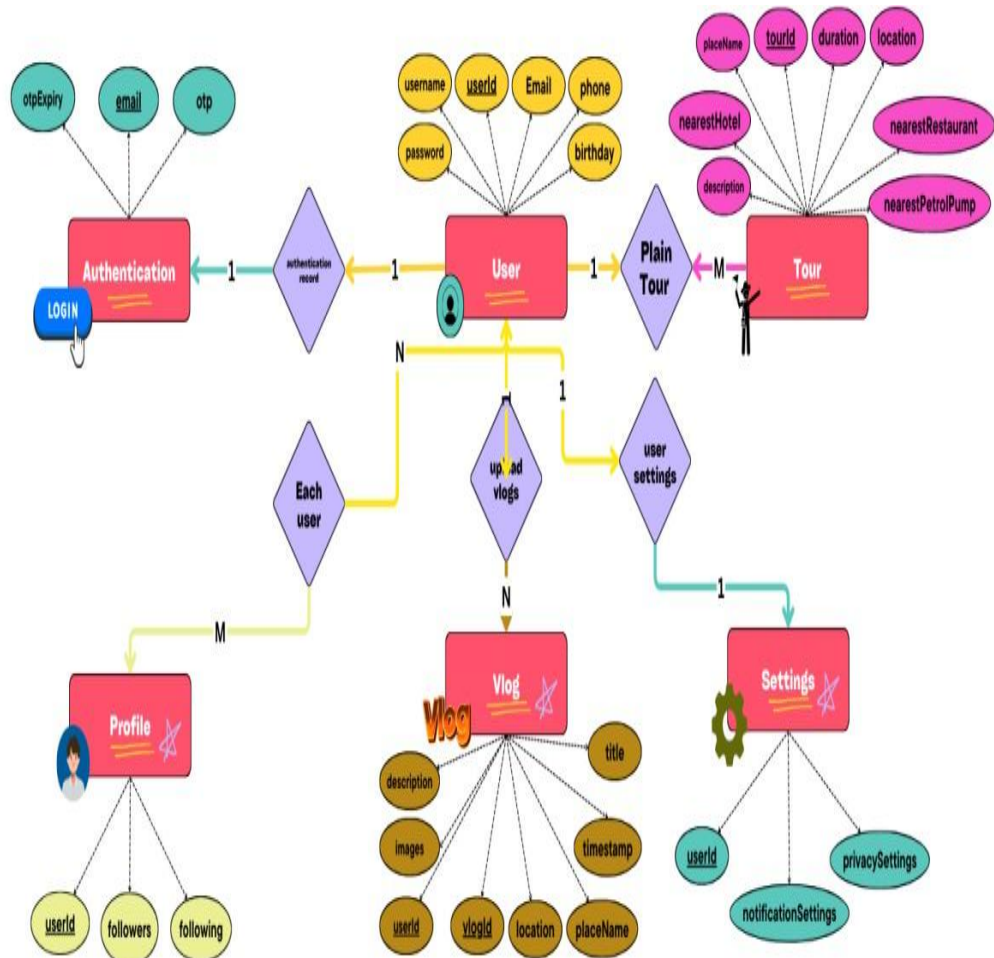 placeName
tourId
duration
location
otpExpiry
email
otp
username
userId
Email
phone
nearestHotel
nearestRestaurant
password
birthday
description
nearestPetrolPump
Authentication
LOGIN
authentication
record
User
Plain
Tour
Tour
1
1
1
M
N
1
1
Each
user
upload
vlogs
user
settings
M
N
1
Profile
Vlog
Vlog
Settings
description
title
images
timestamp
userId
followers
following
userId
vlogId
location
placeName
userId
privacySettings
notificationSettings